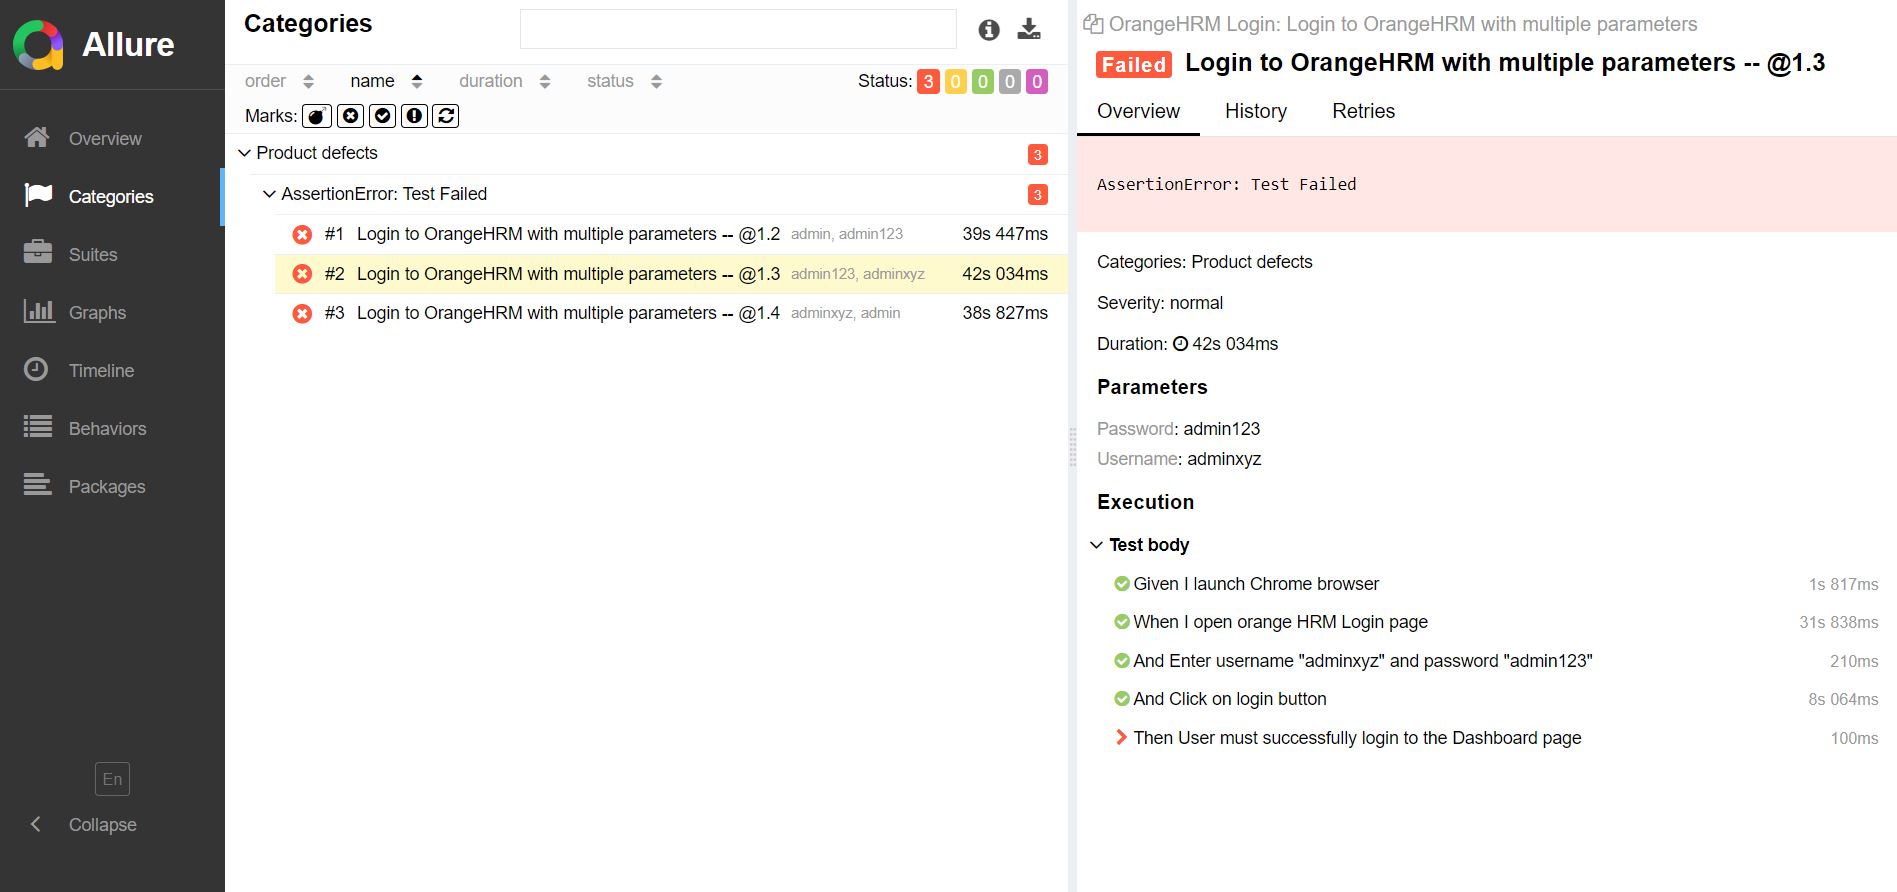 Allure
Overview
Categories
Suites
Graphs
Timeline
Behaviors
Packages
En
Collapse
Categories
order name duration status Status: 3 0 0 0 0
Marks:
Product defects 3
AssertionError: Test Failed 3
#1 Login to OrangeHRM with multiple parameters -- @1.2 admin, admin123 39s 447ms
#2 Login to OrangeHRM with multiple parameters -- @1.3 admin123, adminxyz 42s 034ms
#3 Login to OrangeHRM with multiple parameters -- @1.4 adminxyz, admin 38s 827ms
OrangeHRM Login: Login to OrangeHRM with multiple parameters
Failed Login to OrangeHRM with multiple parameters -- @1.3
Overview History Retries
AssertionError: Test Failed
Categories: Product defects
Severity: normal
Duration: 42s 034ms
Parameters
Password: admin123
Username: adminxyz
Execution
Test body
Given I launch Chrome browser 1s 817ms
When I open orange HRM Login page 31s 838ms
And Enter username "adminxyz" and password "admin123" 210ms
And Click on login button 8s 064ms
Then User must successfully login to the Dashboard page 100ms